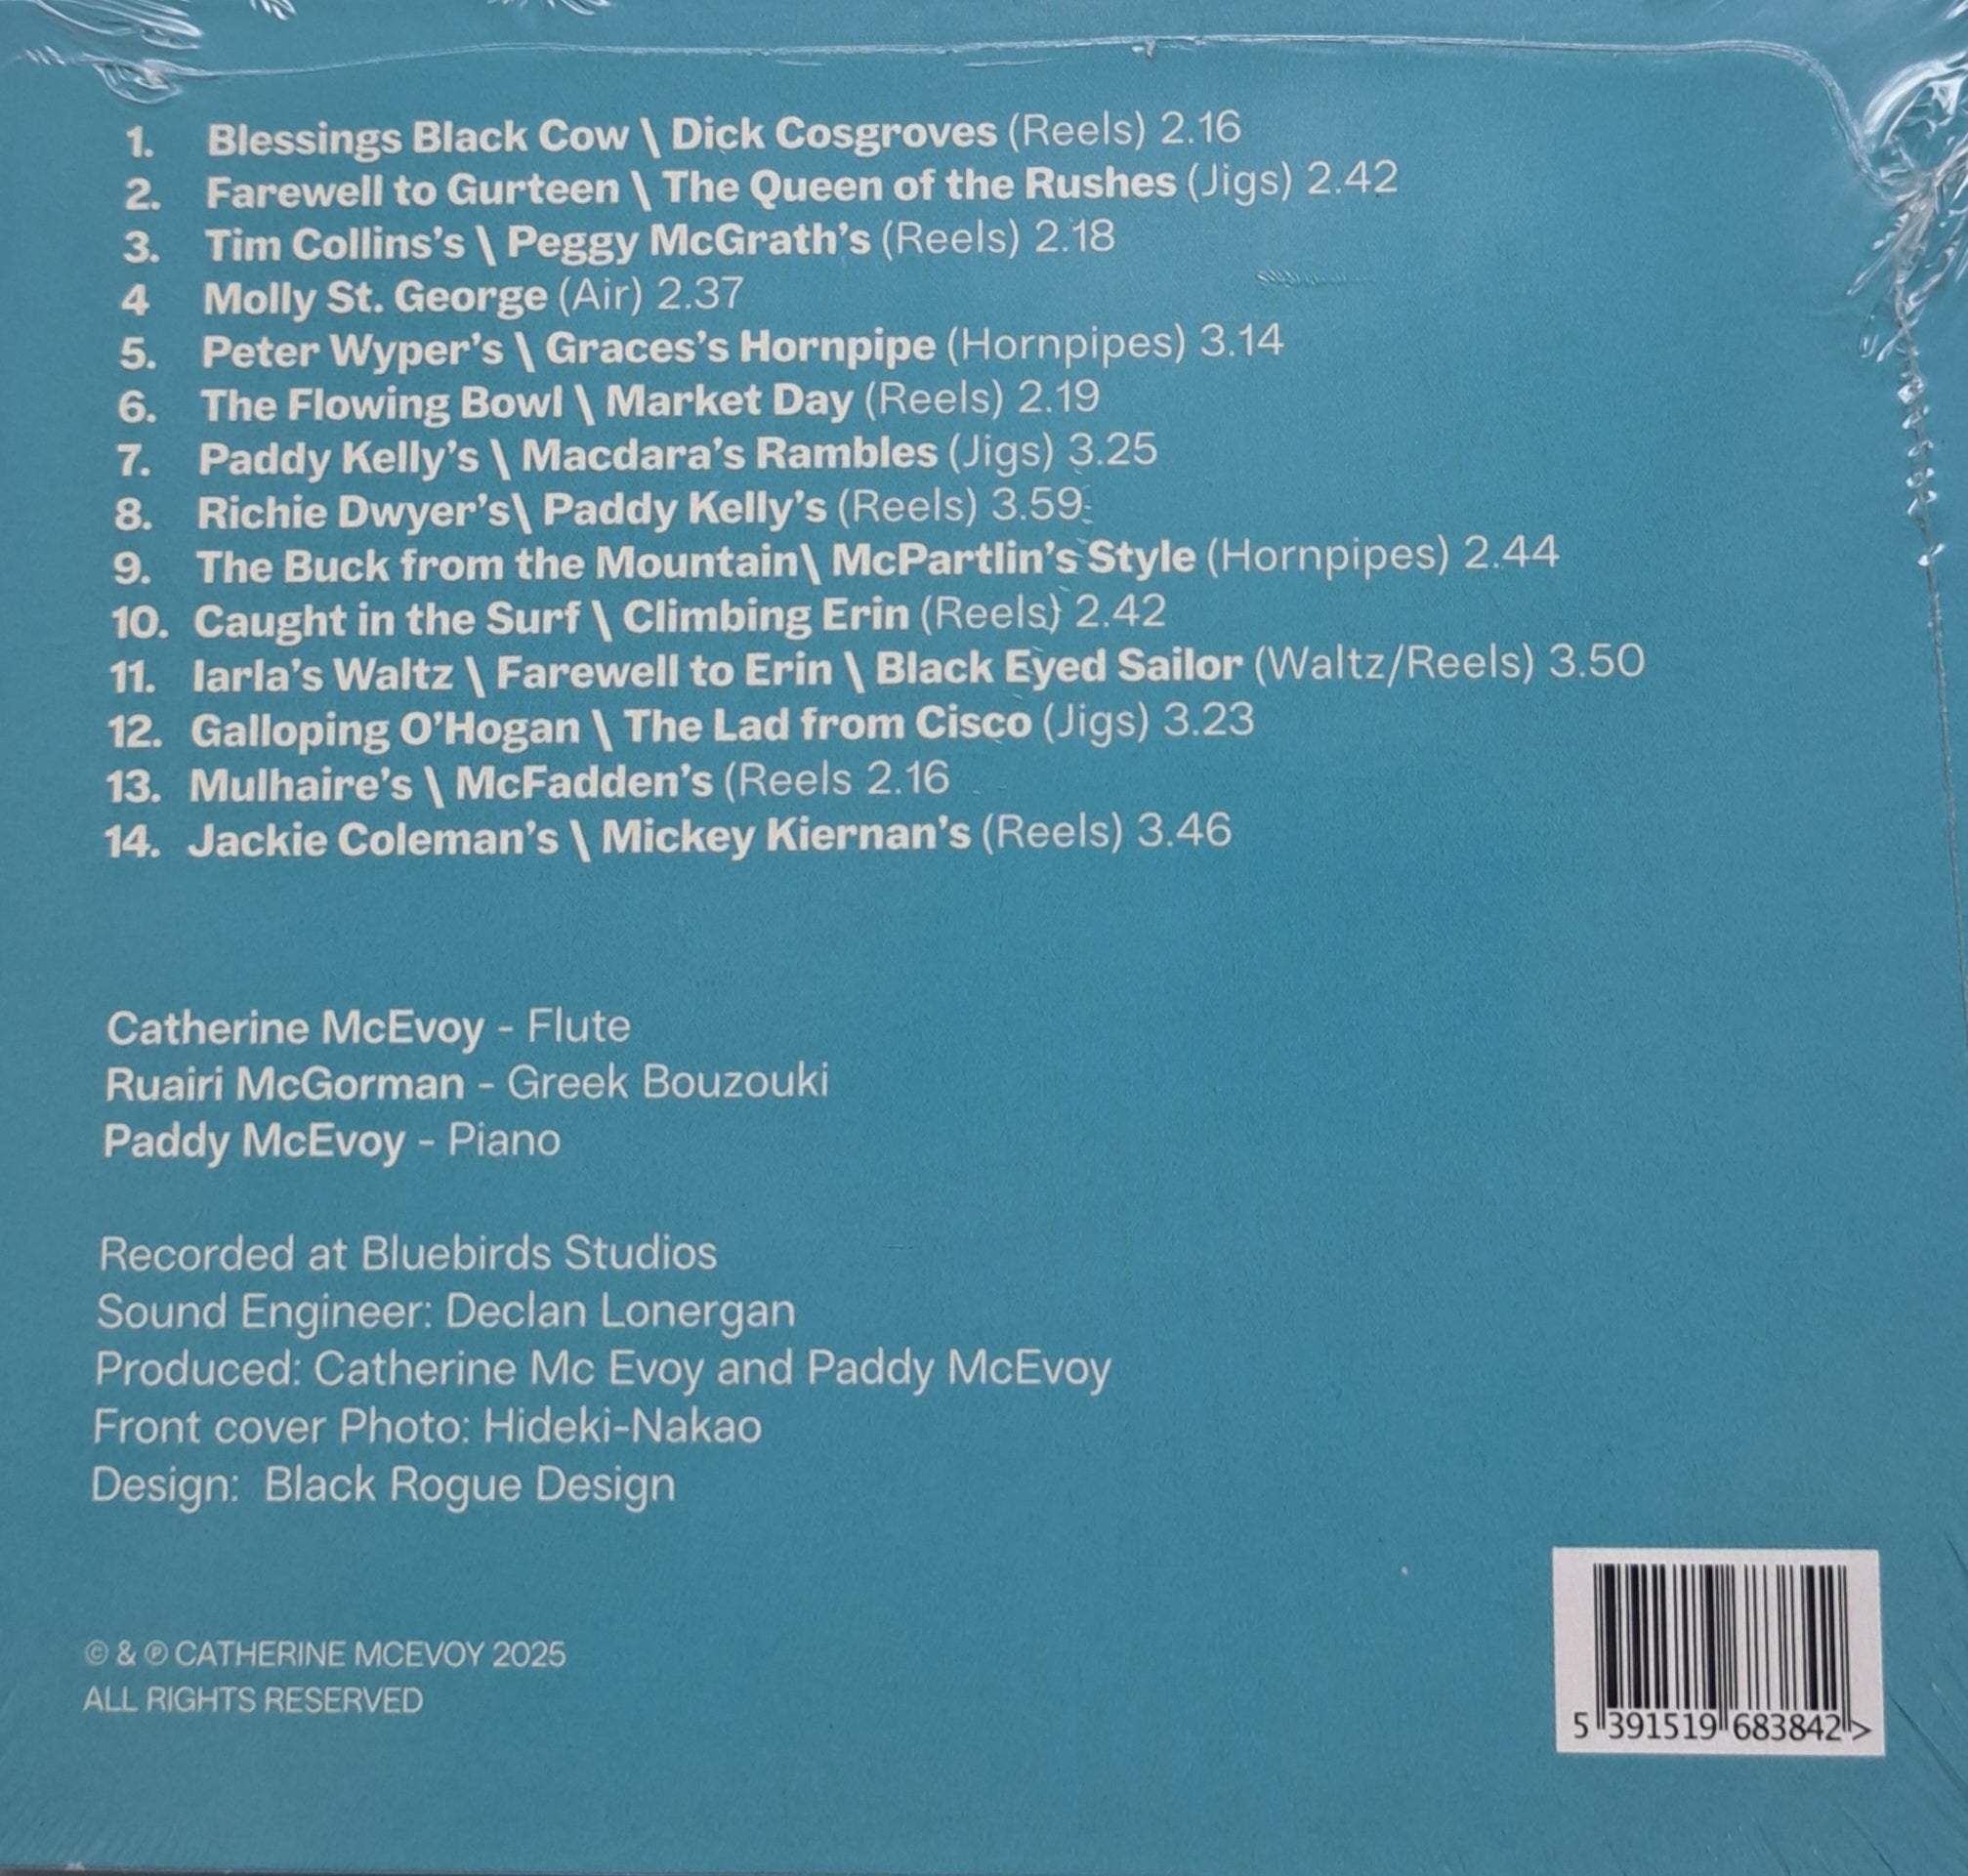 1. Blessings Black Cow \ Dick Cosgroves (Reels) 2.16
2. Farewell to Gurteen \ The Queen of the Rushes (Jigs) 2.42
3. Tim Collins’s \ Peggy McGrath’s (Reels) 2.18
4 Molly St. George (Air) 2.37
5. Peter Wyper’s \ Graces’s Hornpipe (Hornpipes) 3.14
6. The Flowing Bowl \ Market Day (Reels) 2.19
7. Paddy Kelly’s \ Macdara’s Rambles (Jigs) 3.25
8. Richie Dwyer’s\ Paddy Kelly’s (Reels) 3.59
9. The Buck from the Mountain\ McPartlin’s Style (Hornpipes) 2.44
10. Caught in the Surf \ Climbing Erin (Reels) 2.42
11. Iarla’s Waltz \ Farewell to Erin \ Black Eyed Sailor (Waltz/Reels) 3.50
12. Galloping O’Hogan \ The Lad from Cisco (Jigs) 3.23
13. Mulhaire’s \ McFadden’s (Reels 2.16
14. Jackie Coleman’s \ Mickey Kiernan’s (Reels) 3.46
Catherine McEvoy - Flute
Ruairi McGorman - Greek Bouzouki
Paddy McEvoy - Piano
Recorded at Bluebirds Studios
Sound Engineer: Declan Lonergan
Produced: Catherine Mc Evoy and Paddy McEvoy
Front cover Photo: Hideki-Nakao
Design:  Black Rogue Design
© & ℗ CATHERINE MCEVOY 2025
ALL RIGHTS RESERVED
5 391519 683842 >